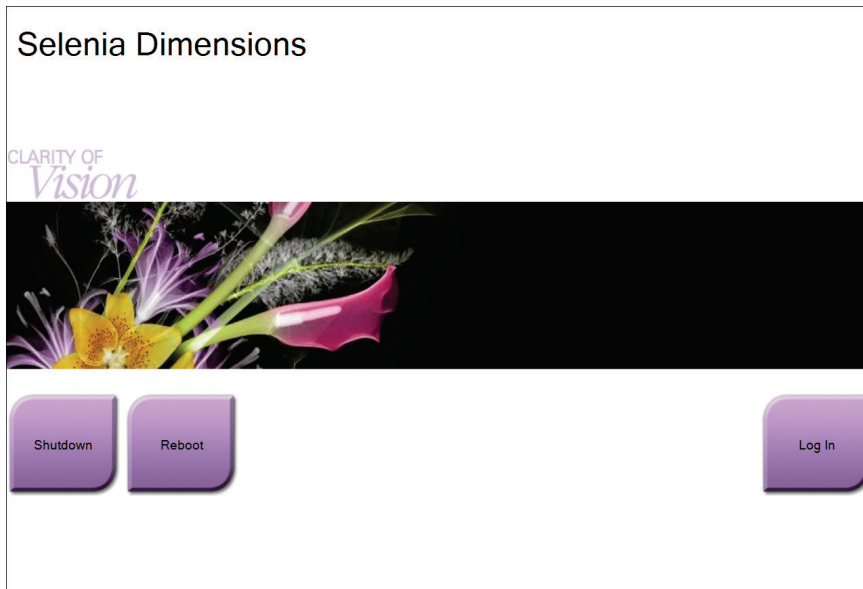 Selenia Dimensions
CLARITY OF
Vision
Shutdown
Reboot
Log In